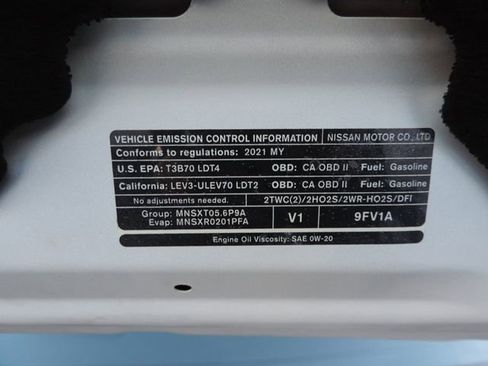 VEHICLE EMISSION CONTROL INFORMATION NISSAN MOTOR CO., LTD
Conforms to regulations: 2021 MY
U.S. EPA: T3B70 LDT4 OBD: CA OBD II Fuel: Gasoline
California: LEV3-ULEV70 LDT2 OBD: CA OBD II Fuel: Gasoline
No adjustments needed. 2TWC(2)/2HO2S/2WR-HO2S/DFI
Group: MNSXT05.6P9A V1 9FV1A
Evap: MNSXR0201PFA
Engine Oil Viscosity: SAE 0W-20